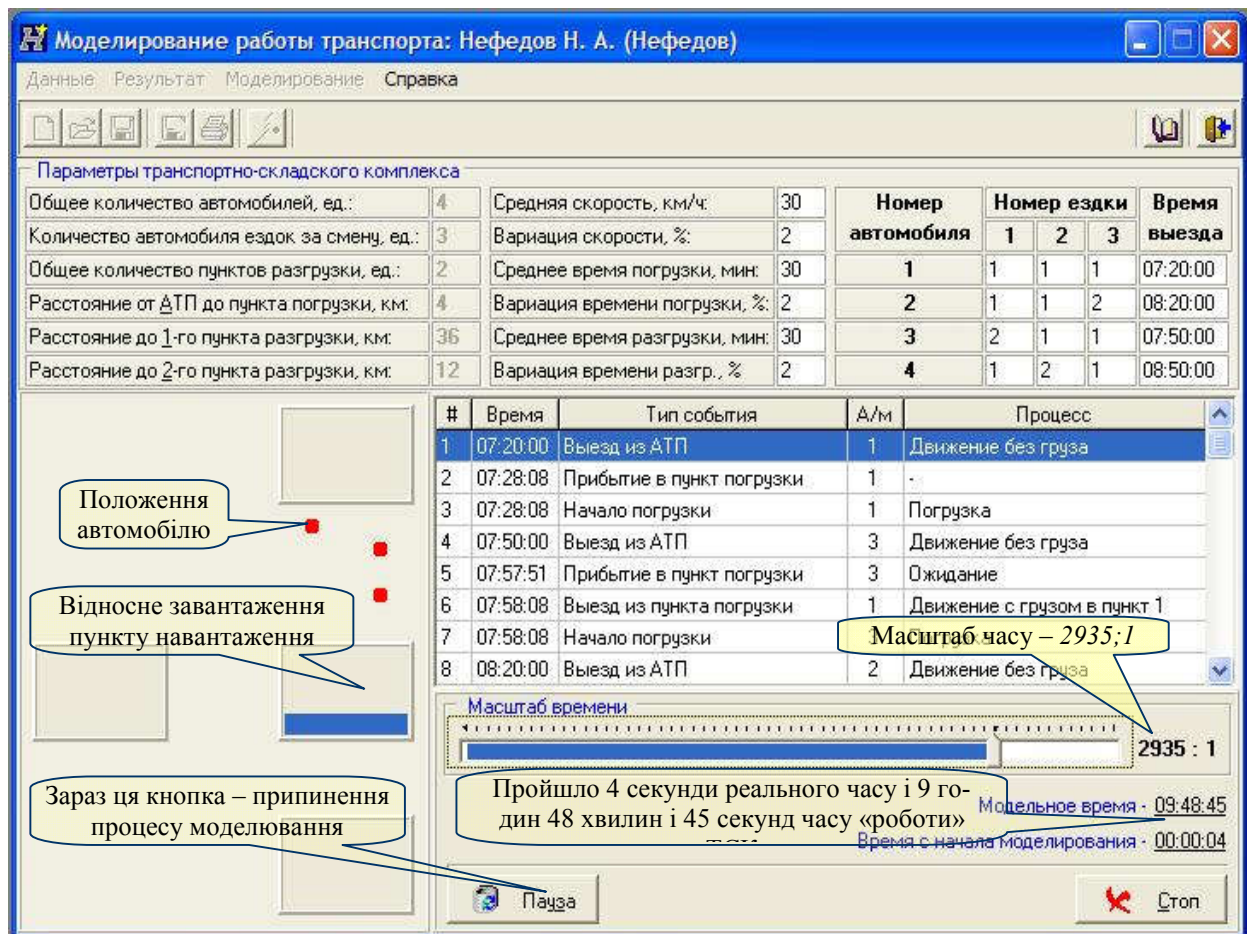 Моделирование работы транспорта: Нефедов Н. А. (Нефедов)
Данные Результат Моделирование Справка
Параметры транспортно-складского комплекса
Общее количество автомобилей, ед.: 4 Средняя скорость, км/ч: 30
Количество автомобиля ездок за смену, ед.: 3 Вариация скорости, %: 2
Общее количество пунктов разгрузки, ед.: 2 Среднее время погрузки, мин: 30
Расстояние от АТП до пункта погрузки, км: 4 Вариация времени погрузки, %: 2
Расстояние до 1-го пункта разгрузки, км: 36 Среднее время разгрузки, мин: 30
Расстояние до 2-го пункта разгрузки, км: 12 Вариация времени разгр., % 2
Номер Номер ездки Время
автомобиля 1 2 3 выезда
1 1 1 1 07:20:00
2 1 1 2 08:20:00
3 2 1 1 07:50:00
4 1 2 1 08:50:00
# Время Тип события А/м Процесс
1 07:20:00 Выезд из АТП 1 Движение без груза
2 07:28:08 Прибытие в пункт погрузки 1 -
3 07:28:08 Начало погрузки 1 Погрузка
4 07:50:00 Выезд из АТП 3 Движение без груза
5 07:57:51 Прибытие в пункт погрузки 3 Ожидание
6 07:58:08 Выезд из пункта погрузки 1 Движение с грузом в пункт 1
7 07:58:08 Начало погрузки
8 08:20:00 Выезд из АТП 2 Движение без груза
Положення
автомобілю
Відносне завантаження
пункту навантаження
Масштаб часу – 2935;1
Масштаб времени
2935 : 1
Зараз ця кнопка – припинення
процесу моделювання
Пройшло 4 секунди реального часу і 9 го-
дин 48 хвилин і 45 секунд часу «роботи»
Модельное время - 09:48:45
Время с начала моделирования - 00:00:04
Пауза
Стоп